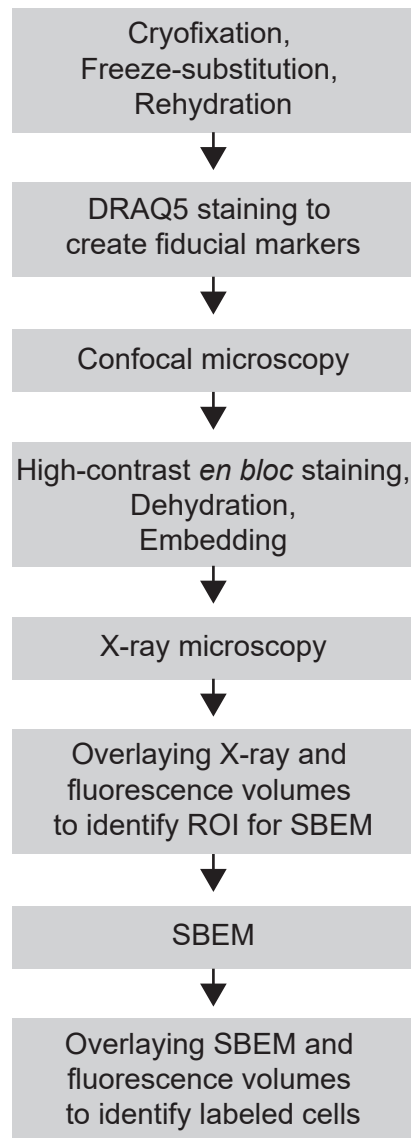 Cryofixation,
Freeze-substitution,
Rehydration
DRAQ5 staining to
create fiducial markers
Confocal microscopy
High-contrast en bloc staining,
Dehydration,
Embedding
X-ray microscopy
Overlaying X-ray and
fluorescence volumes
to identify ROI for SBEM
SBEM
Overlaying SBEM and
fluorescence volumes
to identify labeled cells